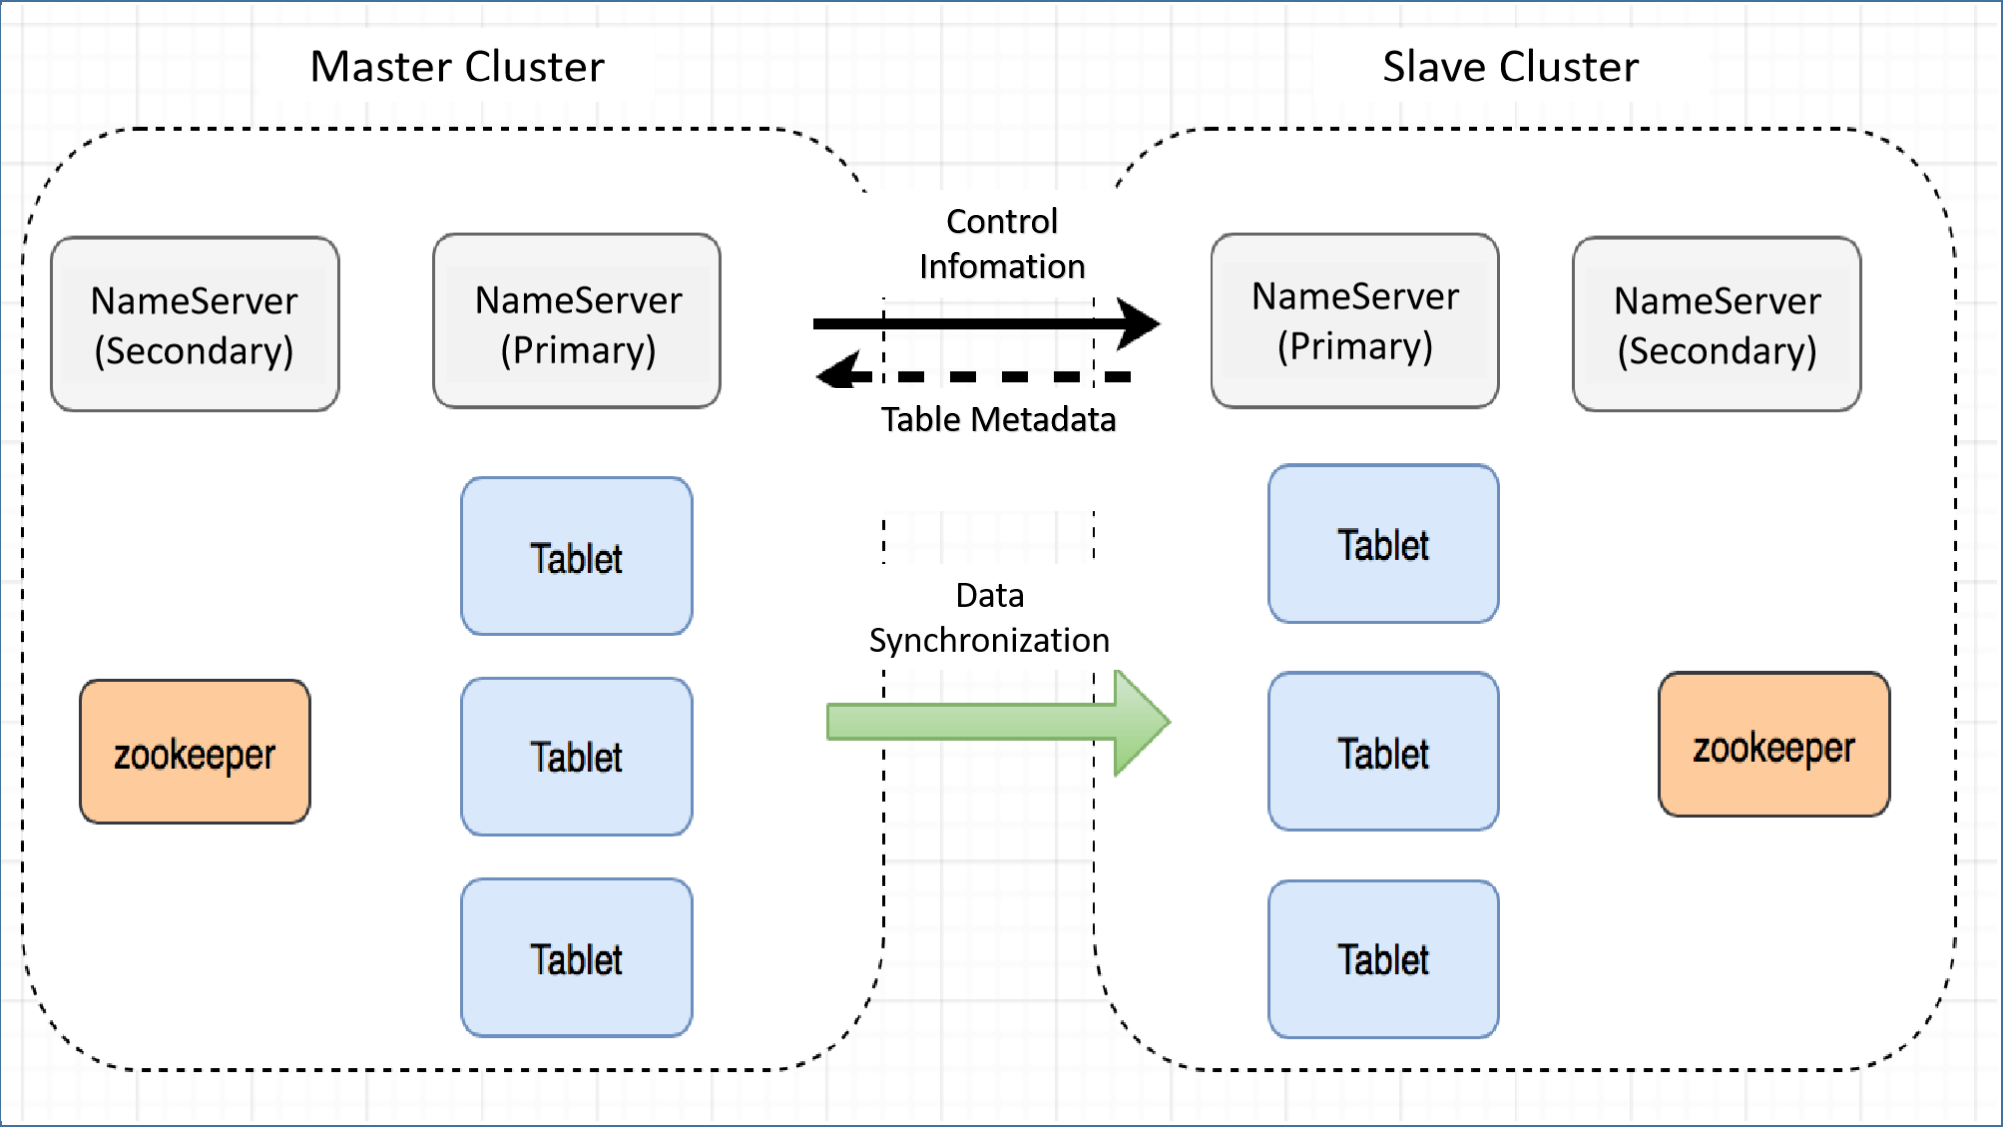 Master Cluster
Slave Cluster
Control
Infomation
NameServer
(Secondary)
NameServer
(Primary)
NameServer
(Primary)
NameServer
(Secondary)
Table Metadata
Tablet
Tablet
Data
Synchronization
zookeeper
Tablet
Tablet
zookeeper
Tablet
Tablet